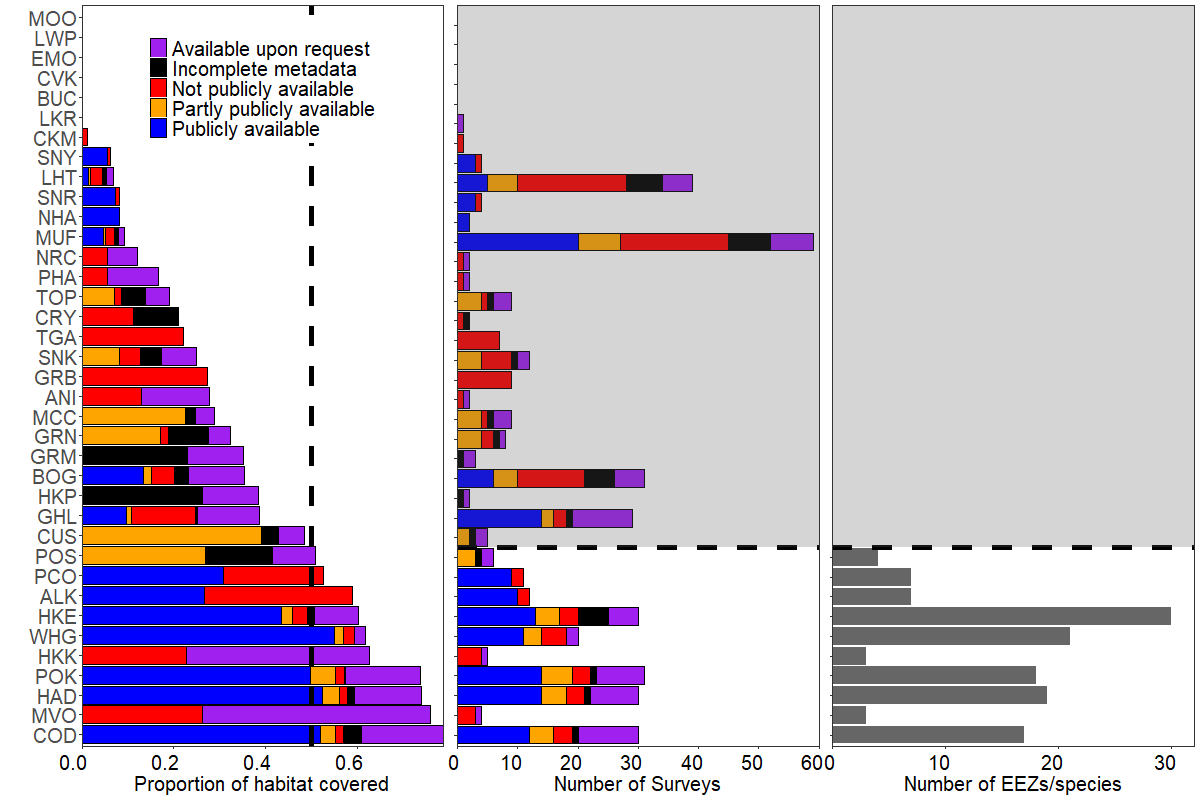 MOO
LWP
EMO
CVK
BUC
LKR
CKM
SNY
LHT
SNR
NHA
MUF
NRC
PHA
TOP
CRY
TGA
SNK
GRB
ANI
MCC
GRN
GRM
BOG
HKP
GHL
CUS
POS
PCO
ALK
HKE
WHG
HKK
POK
HAD
MVO
COD
Available upon request
Incomplete metadata
Not publicly available
Partly publicly available
Publicly available
0.0 0.2 0.4 0.6
Proportion of habitat covered
0 10 20 30 40 50 60
Number of Surveys
0 10 20 30
Number of EEZs/species